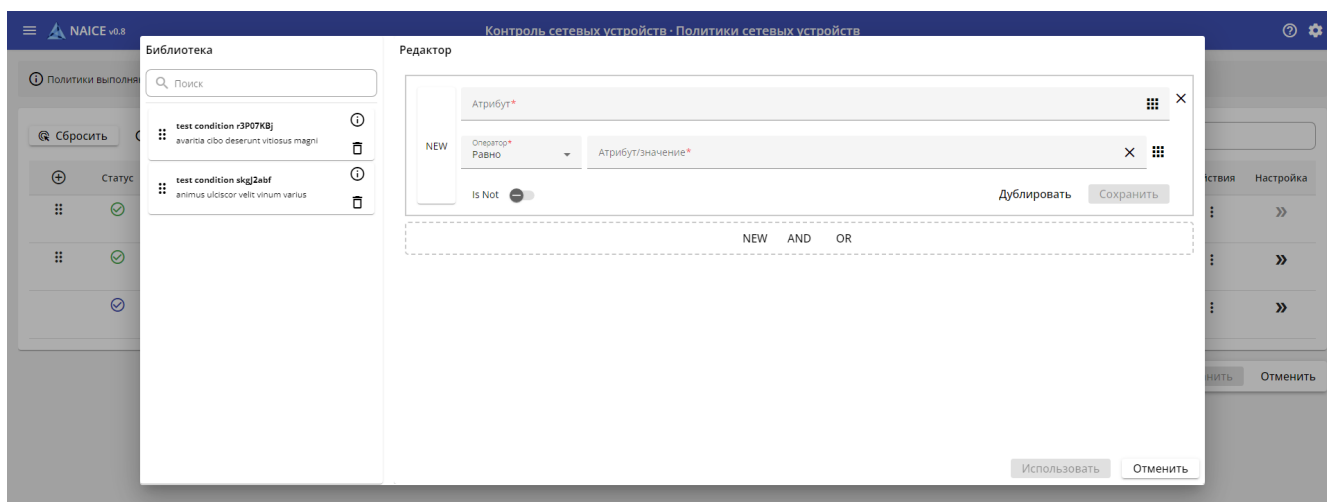 NAICE v0.8
Контроль сетевых устройств · Политики сетевых устройств
Библиотека
Редактор
Политики выполня
Поиск
Атрибут*
Сбросить
test condition r3P07KBj
avaritia cibo deserunt vitiosus magni
NEW
Оператор*
Равно
Атрибут/значение*
Статус
test condition skgJ2abf
animus ulciscor velit vinum varius
Is Not
Дублировать
Сохранить
йствия
Настройка
NEW AND OR
нить
Отменить
Использовать
Отменить